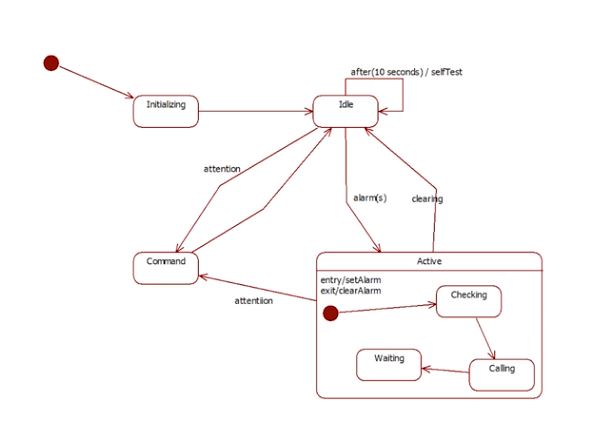 after(10 seconds) / selfTest
Initializing
Idle
attention
alarm(s)
clearing
Command
Active
entry/setAlarm
exit/clearAlarm
Checking
attentiion
Waiting
Calling